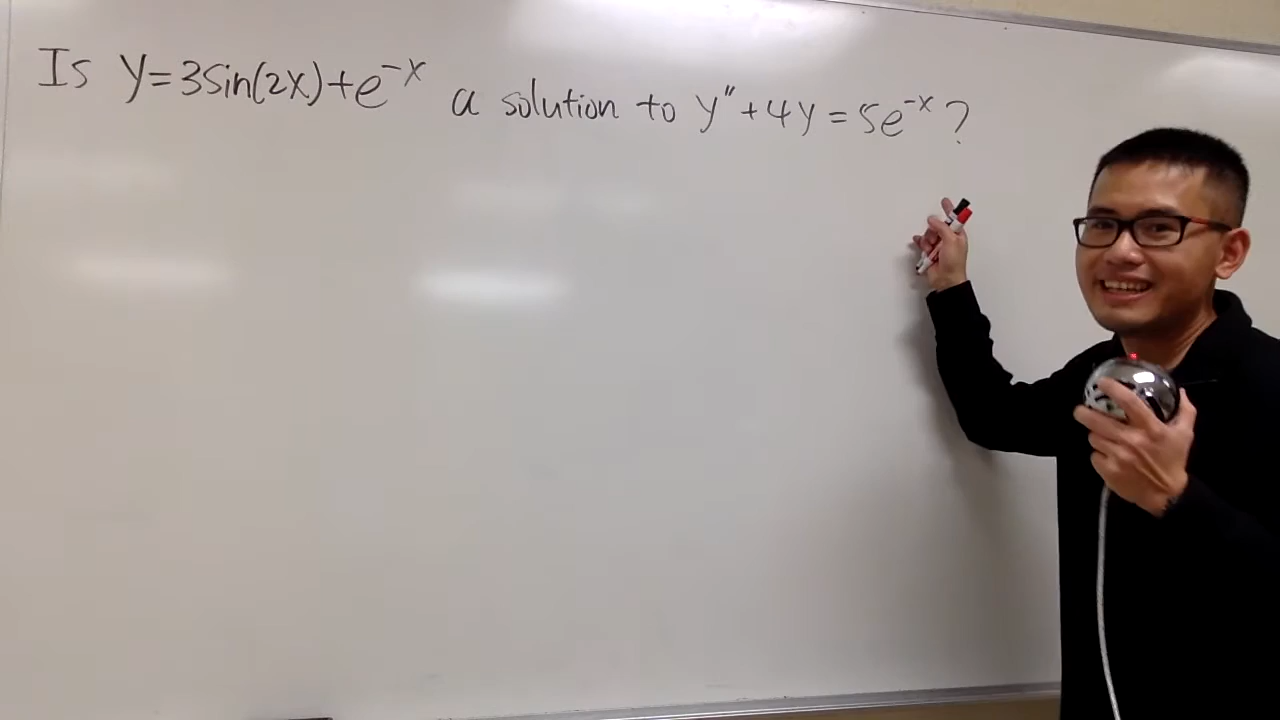 Is y=3sin(2x)+e^{-x} a solution to y"+4y=5e^{-x}?